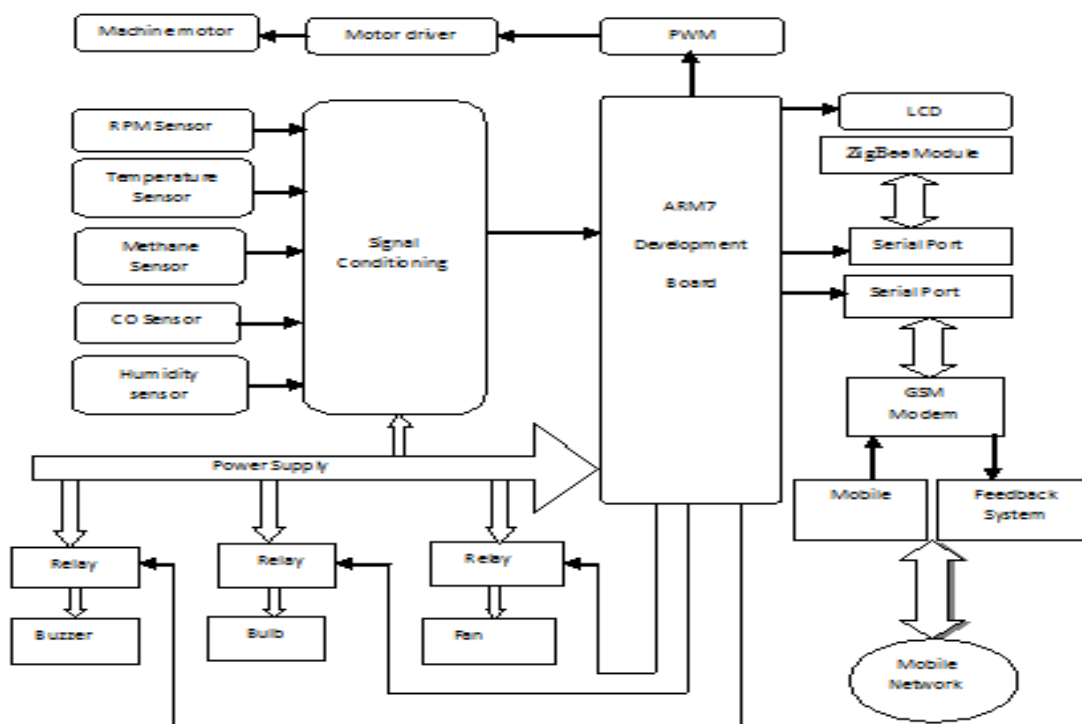 Machine motor
Motor driver
PWM
RPM Sensor
Temperature
Sensor
Methane
Sensor
CO Sensor
Humidity
sensor
Signal
Conditioning
ARM7
Development
Board
LCD
ZigBee Module
Serial Port
Serial Port
GSM
Modem
Mobile
Feedback
System
Mobile
Network
Power Supply
Relay
Relay
Relay
Buzzer
Bulb
Fan